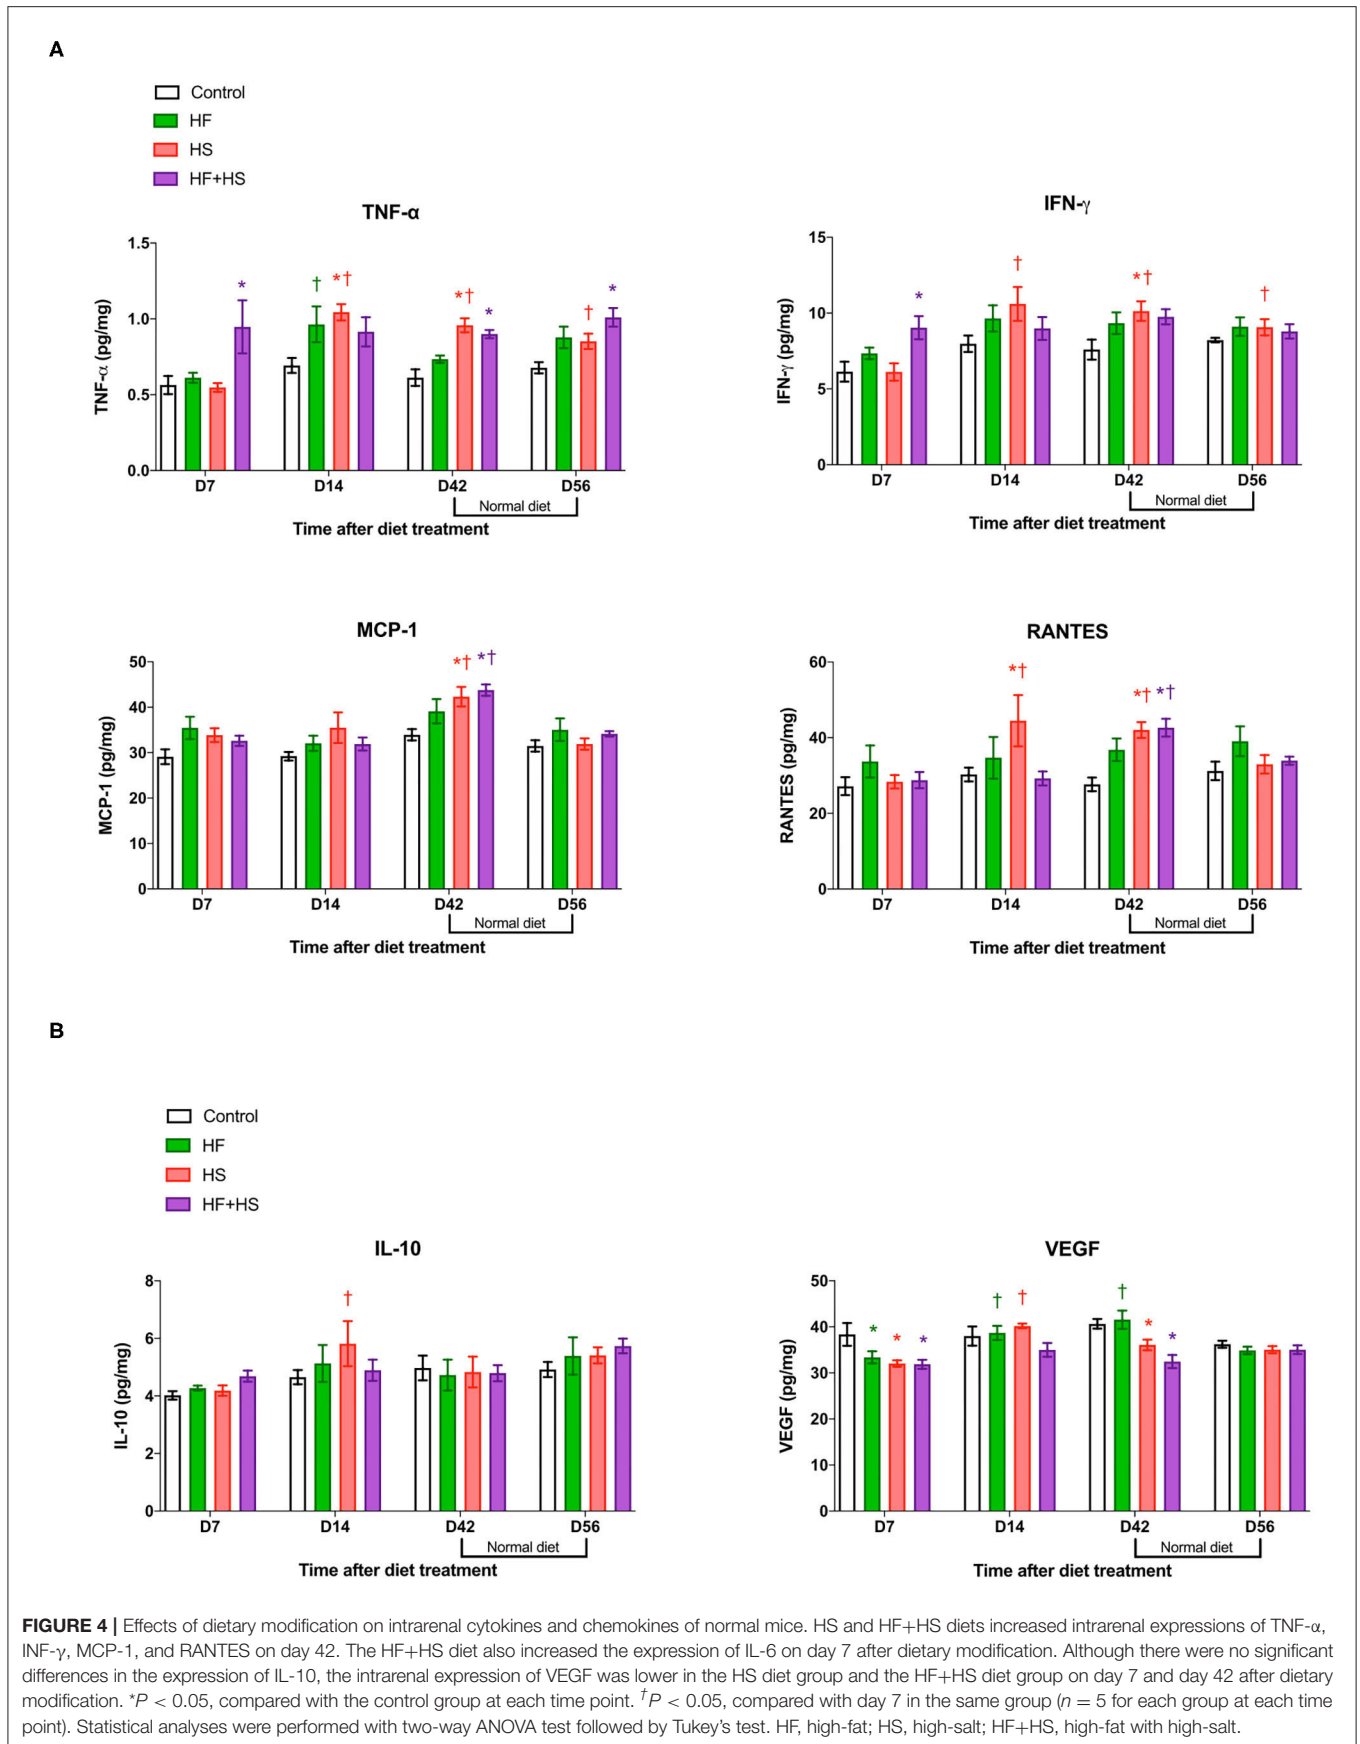 A
Control
HF
HS
HF+HS
TNF-α
TNF-α (pg/mg)
1.5
1.0
0.5
0.0
*
†
*†
*†
*
†
*
D7 D14 D42 D56
Normal diet
Time after diet treatment
IFN-γ
IFN-γ (pg/mg)
15
10
5
0
*
†
*†
†
D7 D14 D42 D56
Normal diet
Time after diet treatment
MCP-1
MCP-1 (pg/mg)
50
40
30
20
10
0
*† *†
D7 D14 D42 D56
Normal diet
Time after diet treatment
RANTES
RANTES (pg/mg)
60
40
20
0
*†
*† *†
D7 D14 D42 D56
Normal diet
Time after diet treatment
B
Control
HF
HS
HF+HS
IL-10
IL-10 (pg/mg)
8
6
4
2
0
†
D7 D14 D42 D56
Normal diet
Time after diet treatment
VEGF
VEGF (pg/mg)
50
40
30
20
10
0
* * *
† †
† * *
D7 D14 D42 D56
Normal diet
Time after diet treatment
FIGURE 4 | Effects of dietary modification on intrarenal cytokines and chemokines of normal mice. HS and HF+HS diets increased intrarenal expressions of TNF-α,
INF-γ, MCP-1, and RANTES on day 42. The HF+HS diet also increased the expression of IL-6 on day 7 after dietary modification. Although there were no significant
differences in the expression of IL-10, the intrarenal expression of VEGF was lower in the HS diet group and the HF+HS diet group on day 7 and day 42 after dietary
modification. *P < 0.05, compared with the control group at each time point. †P < 0.05, compared with day 7 in the same group (n = 5 for each group at each time
point). Statistical analyses were performed with two-way ANOVA test followed by Tukey's test. HF, high-fat; HS, high-salt; HF+HS, high-fat with high-salt.